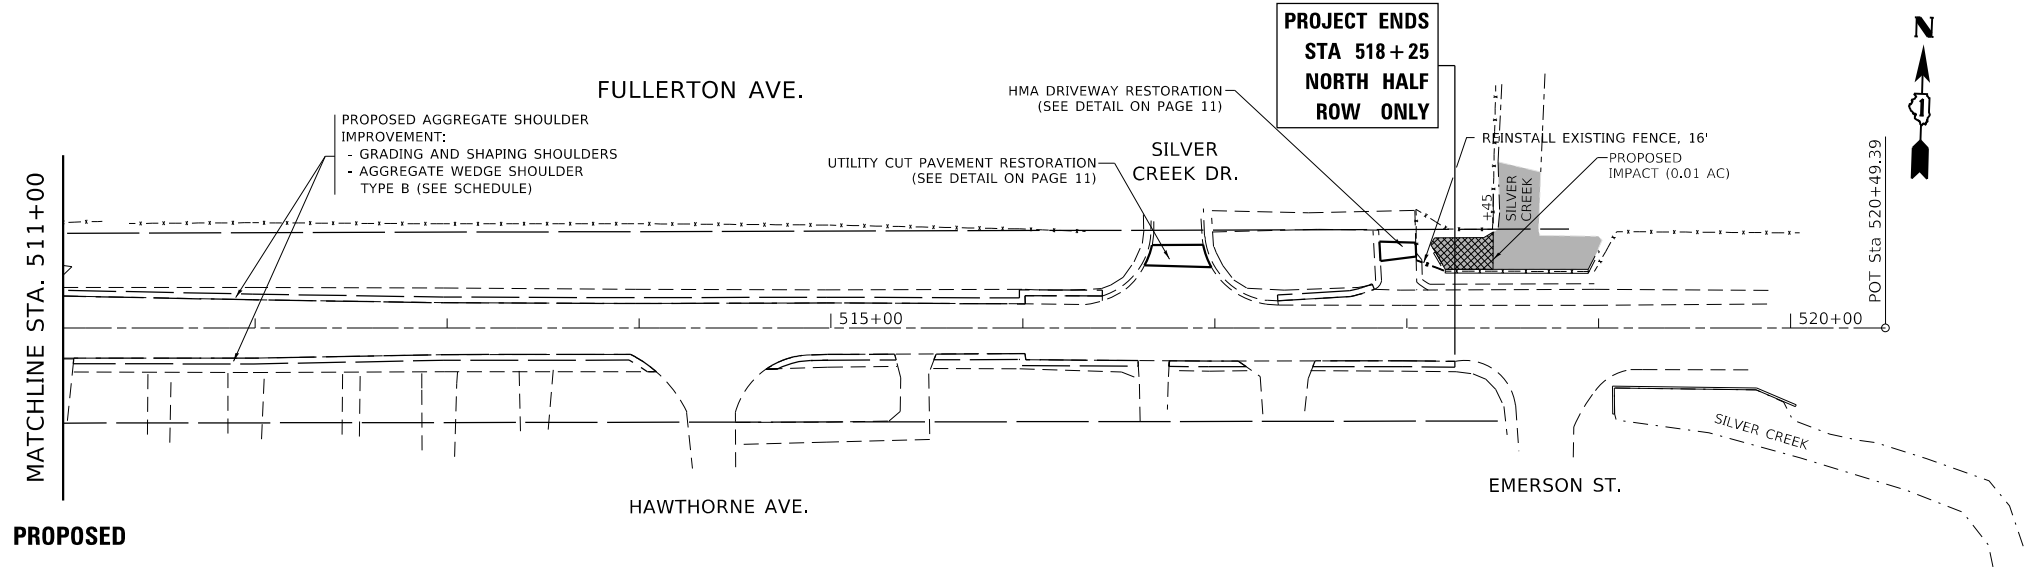 PROJECT ENDS
STA 518+25
NORTH HALF
ROW ONLY
N
1
FULLERTON AVE.
HMA DRIVEWAY RESTORATION
(SEE DETAIL ON PAGE 11)
PROPOSED AGGREGATE SHOULDER
IMPROVEMENT:
- GRADING AND SHAPING SHOULDERS
- AGGREGATE WEDGE SHOULDER
TYPE B (SEE SCHEDULE)
UTILITY CUT PAVEMENT RESTORATION
(SEE DETAIL ON PAGE 11)
SILVER
CREEK DR.
REINSTALL EXISTING FENCE, 16'
PROPOSED
IMPACT (0.01 AC)
+45
SILVER
CREEK
POT Sta 520+49.39
MATCHLINE STA. 511+00
515+00
520+00
SILVER CREEK
EMERSON ST.
HAWTHORNE AVE.
PROPOSED